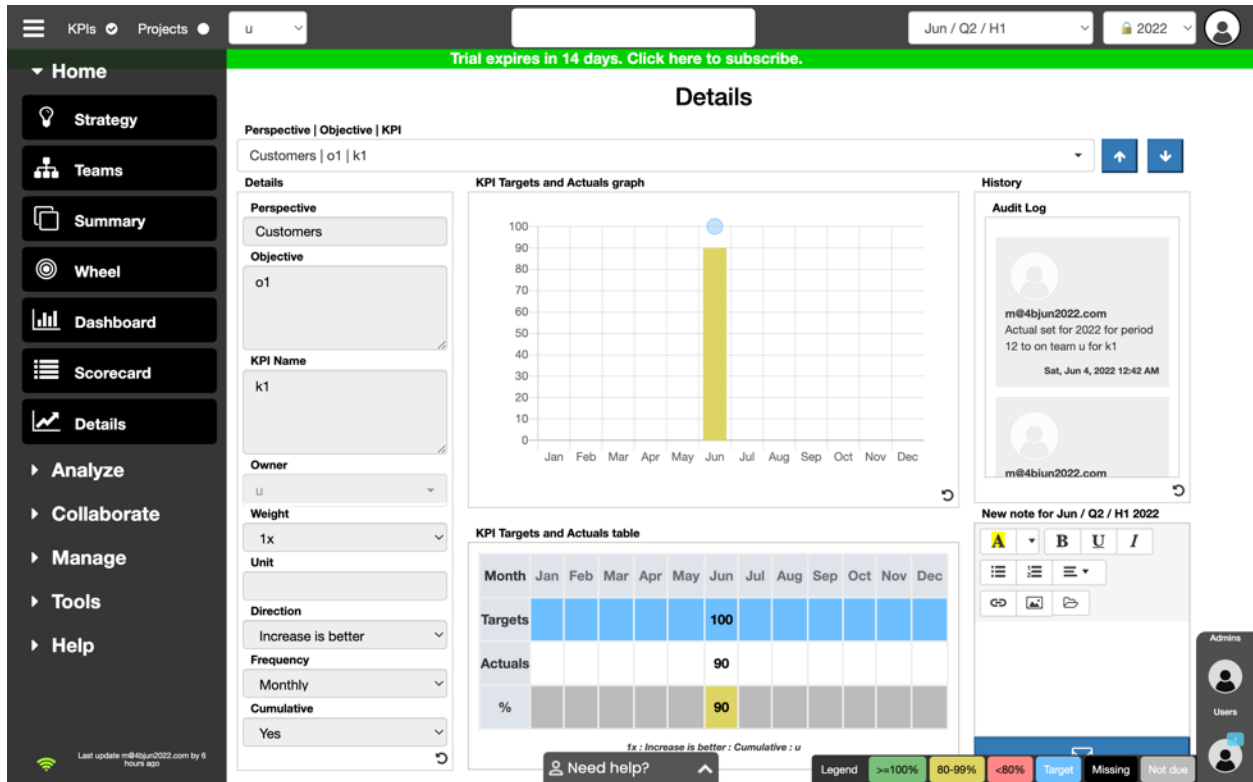 KPIs Projects u Jun / Q2 / H1 2022
Trial expires in 14 days. Click here to subscribe.
Home
Strategy
Teams
Summary
Wheel
Dashboard
Scorecard
Details
Analyze
Collaborate
Manage
Tools
Help
Last update m@4bjun2022.com by 6
hours ago
Details
Perspective | Objective | KPI
Customers | o1 | k1
Details
Perspective
Customers
Objective
o1
KPI Name
k1
Owner
u
Weight
1x
Unit
Direction
Increase is better
Frequency
Monthly
Cumulative
Yes
KPI Targets and Actuals graph
100
90
80
70
60
50
40
30
20
10
0
Jan Feb Mar Apr May Jun Jul Aug Sep Oct Nov Dec
KPI Targets and Actuals table
Month Jan Feb Mar Apr May Jun Jul Aug Sep Oct Nov Dec
Targets 100
Actuals 90
% 90
1x : Increase is better : Cumulative : u
History
Audit Log
m@4bjun2022.com
Actual set for 2022 for period
12 to on team u for k1
Sat, Jun 4, 2022 12:42 AM
m@4bjun2022.com
New note for Jun / Q2 / H1 2022
A B U I
Admins
Users
Need help?
Legend >=100% 80-99% <80% Target Missing Not due